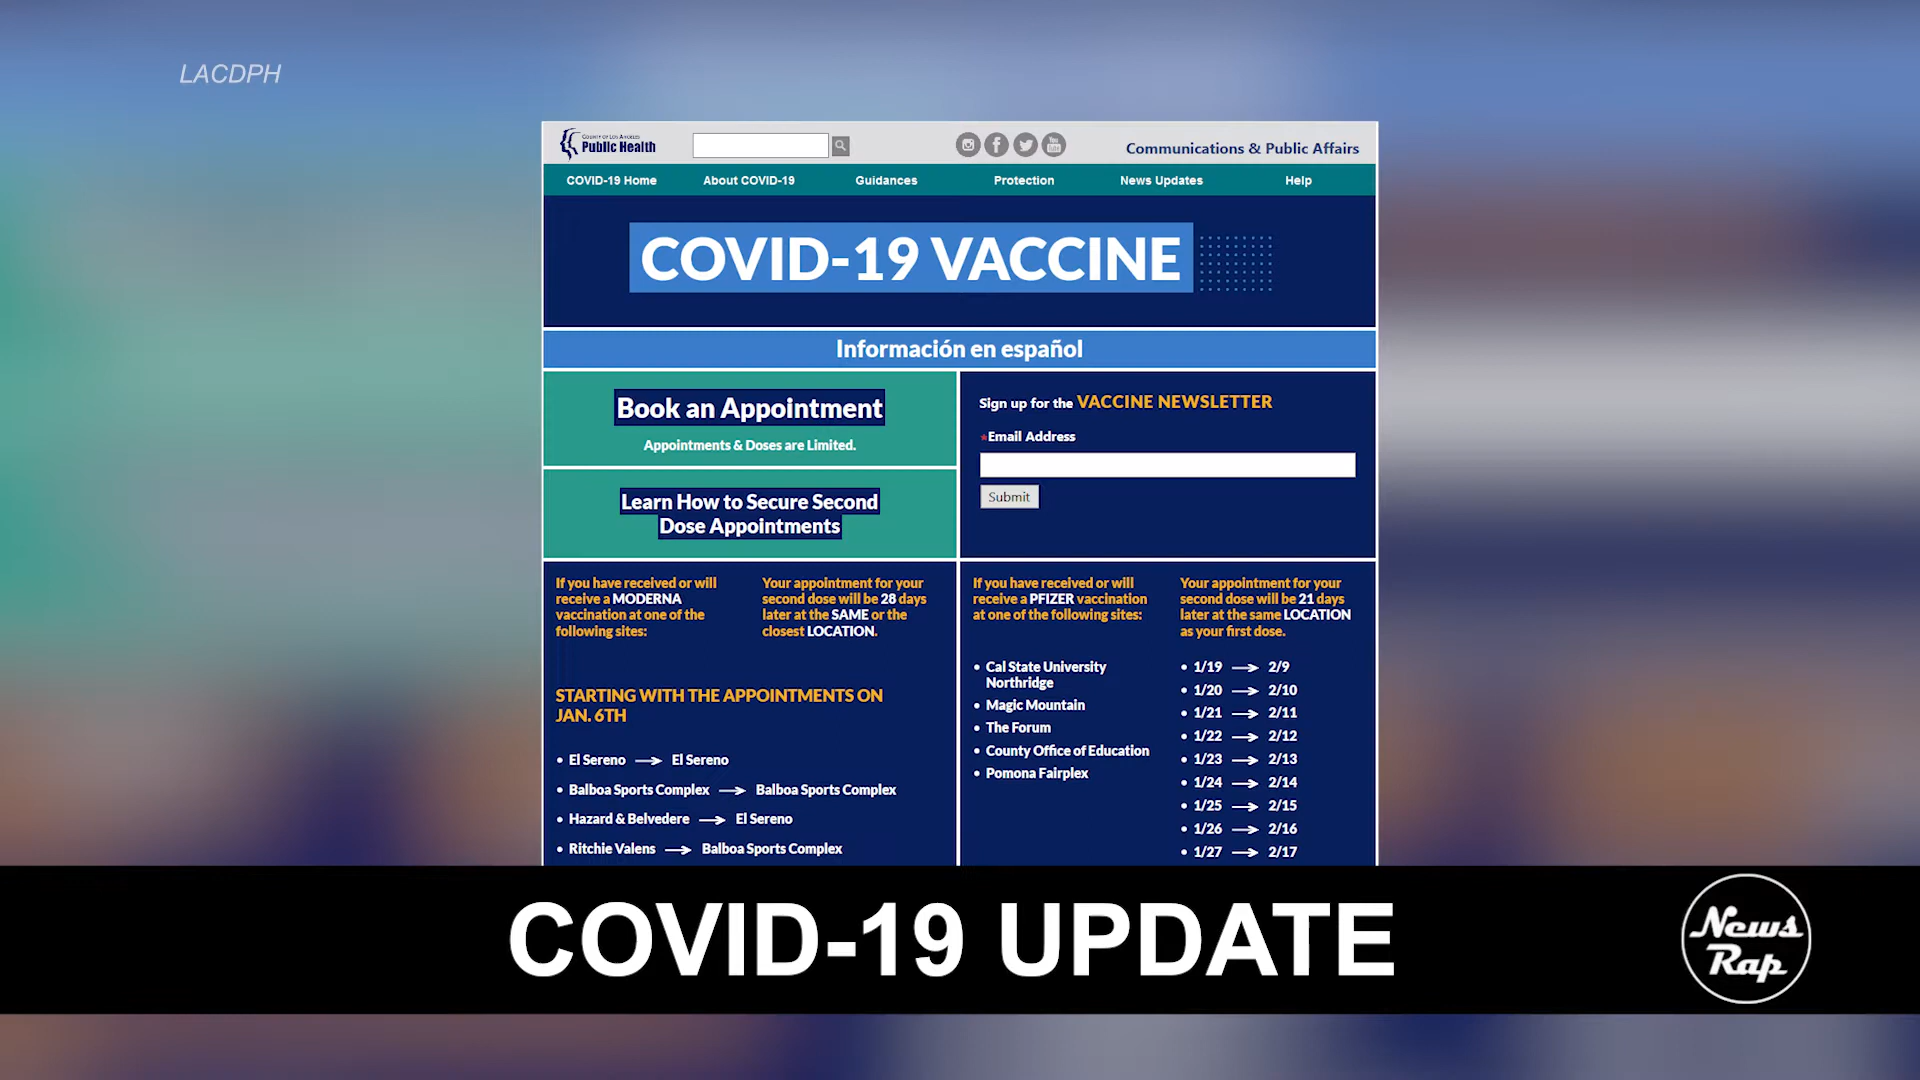 LACDPH
County of Los Angeles
Public Health
You
Tube
Communications & Public Affairs
COVID-19 Home
About COVID-19
Guidances
Protection
News Updates
Help
COVID-19 VACCINE
Información en español
Book an Appointment
Appointments & Doses are Limited.
Learn How to Secure Second
Dose Appointments
Sign up for the VACCINE NEWSLETTER
*Email Address
Submit
If you have received or will
receive a MODERNA
vaccination at one of the
following sites:
Your appointment for your
second dose will be 28 days
later at the SAME or the
closest LOCATION.
STARTING WITH THE APPOINTMENTS ON
JAN. 6TH
• El Sereno → El Sereno
• Balboa Sports Complex → Balboa Sports Complex
• Hazard & Belvedere → El Sereno
• Ritchie Valens → Balboa Sports Complex
If you have received or will
receive a PFIZER vaccination
at one of the following sites:
• Cal State University
Northridge
• Magic Mountain
• The Forum
• County Office of Education
• Pomona Fairplex
Your appointment for your
second dose will be 21 days
later at the same LOCATION
as your first dose.
• 1/19 → 2/9
• 1/20 → 2/10
• 1/21 → 2/11
• 1/22 → 2/12
• 1/23 → 2/13
• 1/24 → 2/14
• 1/25 → 2/15
• 1/26 → 2/16
• 1/27 → 2/17
COVID-19 UPDATE
News
Rap